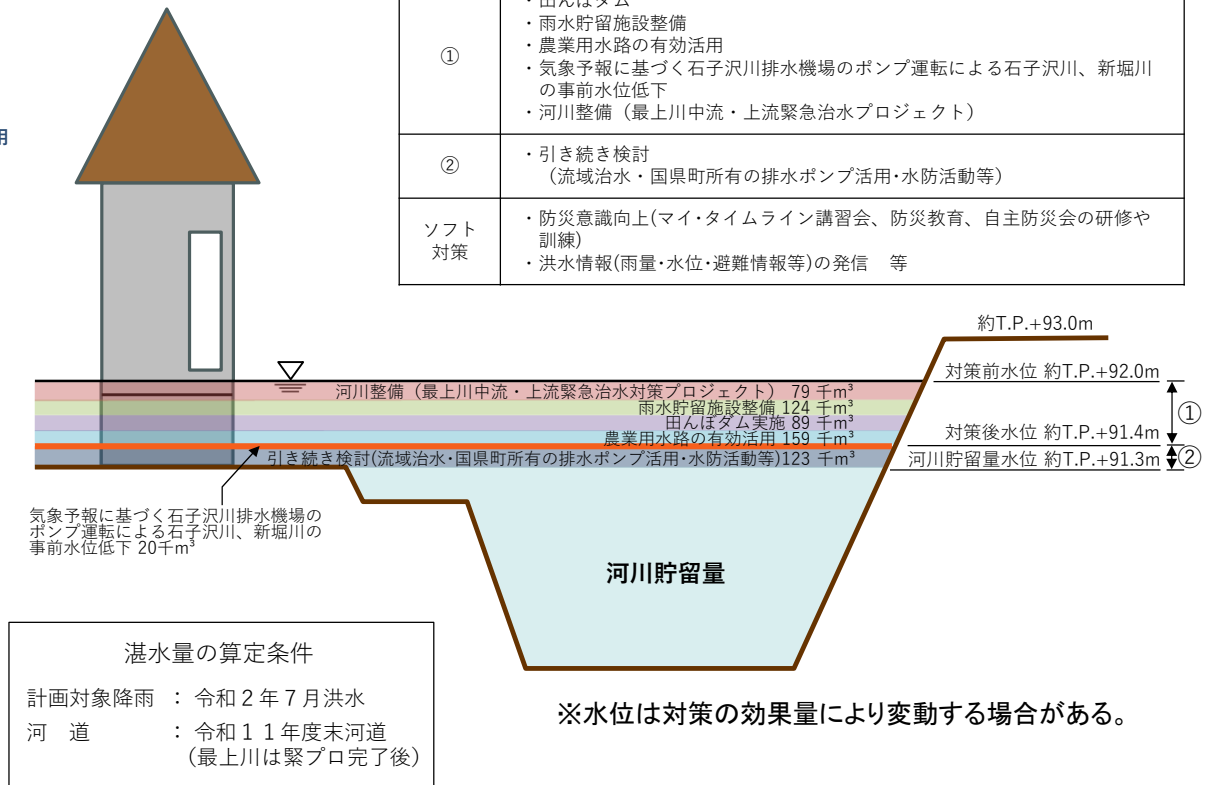 用
・田んぼダム
・雨水貯留施設整備
・農業用水路の有効活用
・気象予報に基づく石子沢川排水機場のポンプ運転による石子沢川、新堀川
の事前水位低下
・河川整備（最上川中流・上流緊急治水プロジェクト）
①
・引き続き検討
（流域治水・国県町所有の排水ポンプ活用・水防活動等）
②
ソフト
対策
・防災意識向上(マイ・タイムライン講習会、防災教育、自主防災会の研修や
訓練)
・洪水情報(雨量・水位・避難情報等)の発信　等
約T.P.+93.0m
対策前水位 約T.P.+92.0m
河川整備（最上川中流・上流緊急治水対策プロジェクト） 79 千m³
雨水貯留施設整備 124 千m³
田んぼダム実施 89 千m³
農業用水路の有効活用 159 千m³
①
対策後水位 約T.P.+91.4m
引き続き検討(流域治水・国県町所有の排水ポンプ活用・水防活動等)123 千m³
河川貯留量水位 約T.P.+91.3m
②
気象予報に基づく石子沢川排水機場の
ポンプ運転による石子沢川、新堀川の
事前水位低下 20千m³
河川貯留量
湛水量の算定条件
計画対象降雨 ： 令和２年７月洪水
河　道 ： 令和１１年度末河道
（最上川は緊プロ完了後）
※水位は対策の効果量により変動する場合がある。